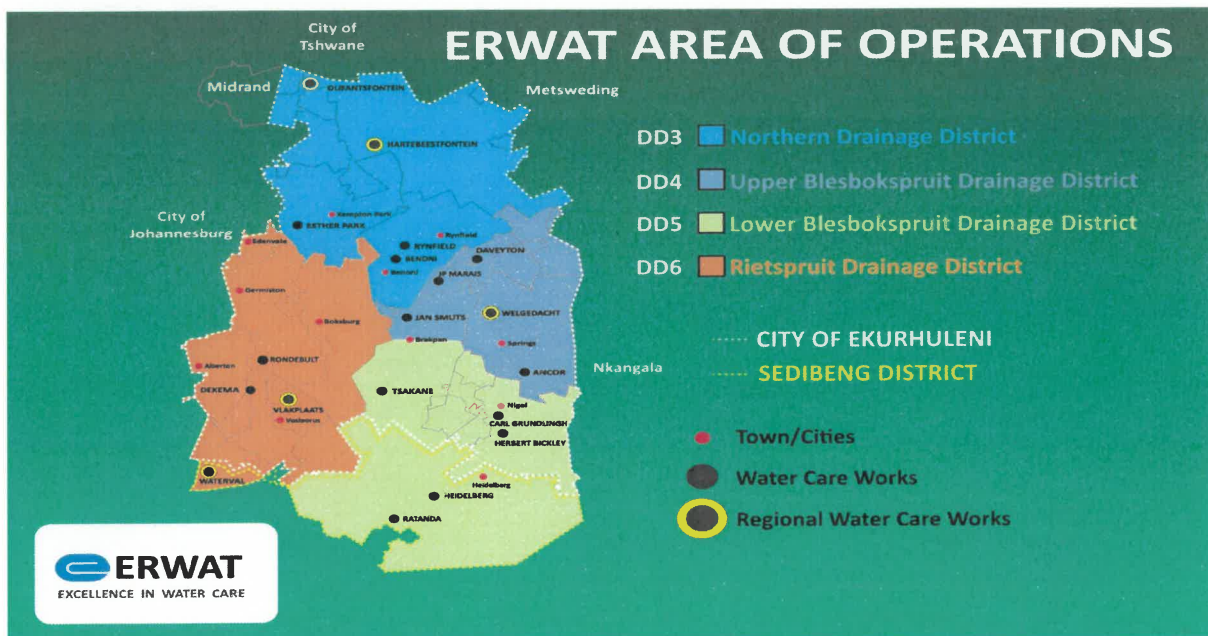 City of
Tshwane
ERWAT AREA OF OPERATIONS
Midrand
OLIFANTSFONTEIN
Metsweding
HARTEBEESTFONTEIN
DD3 Northern Drainage District
DD4 Upper Blesbokspruit Drainage District
DD5 Lower Blesbokspruit Drainage District
DD6 Rietspruit Drainage District
City of
Johannesburg
Kempton Park
ESTHER PARK
Edenvale
Rynfield
RYNFIELD
DAVEYTON
BENONI
Benoni
JP MARAIS
Germiston
Boksburg
JAN SMUTS
WELGEDACHT
Brakpan
Springs
CITY OF EKURHULENI
Nkangala
SEDIBENG DISTRICT
Alberton
RONDEBULT
ANCOR
DEKEMA
TSAKANE
VLAKPLAATS
Vosloorus
Nigel
CARL GRUNDLINGH
HERBERT BICKLEY
Town/Cities
WATERVAL
Heidelberg
Water Care Works
HEIDELBERG
RATANDA
Regional Water Care Works
ERWAT
EXCELLENCE IN WATER CARE